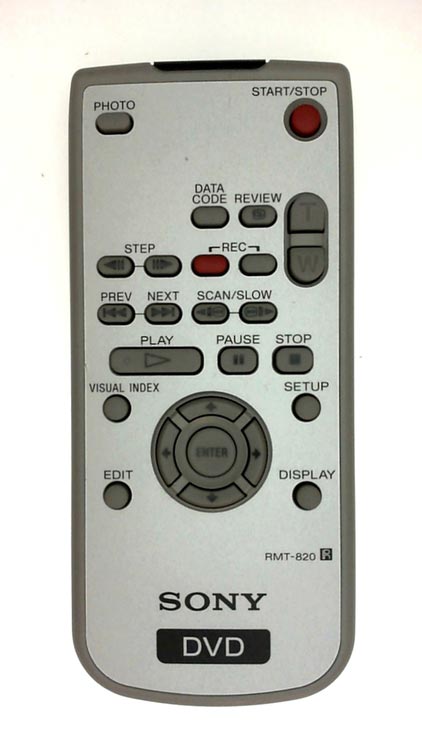 START/STOP
PHOTO
DATA
CODE
REVIEW
T
STEP
REC
W
PREV NEXT SCAN/SLOW
PLAY PAUSE STOP
VISUAL INDEX SETUP
ENTER
EDIT DISPLAY
RMT-820 R
SONY
DVD